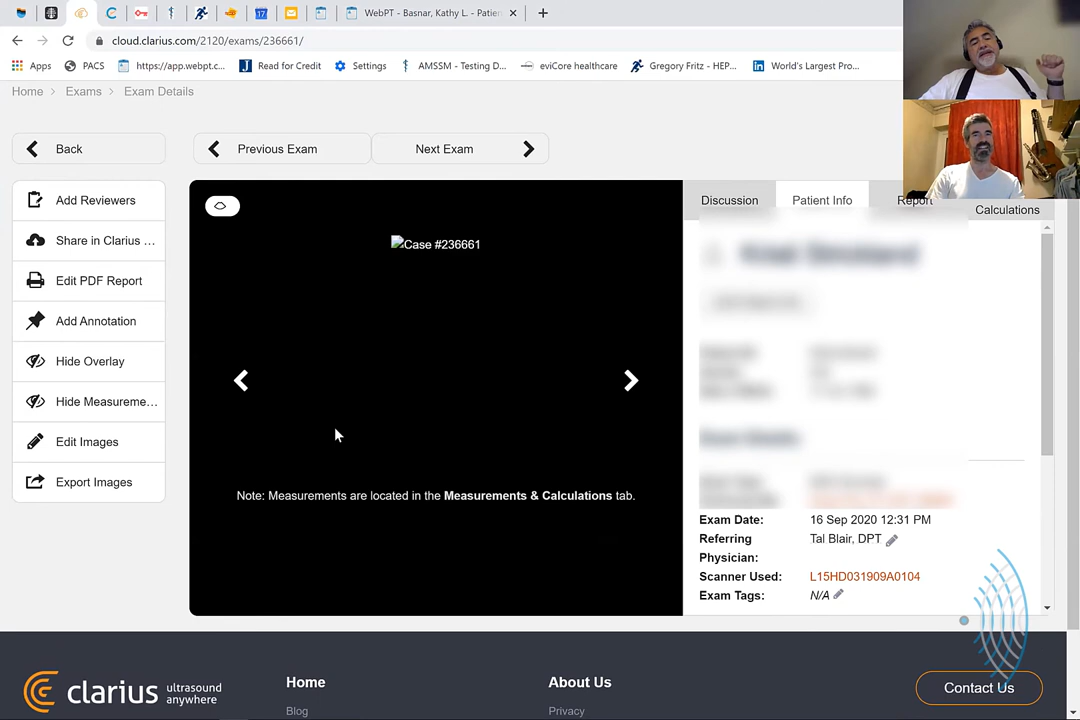 WebPT - Basnar, Kathy L. - Patien
cloud.clarius.com/2120/exams/236661/
Apps PACS https://app.webpt.c... Read for Credit Settings AMSSM - Testing D... eviCore healthcare Gregory Fritz – HEP... World's Largest Pro...
Home > Exams > Exam Details
Back Previous Exam Next Exam
Add Reviewers
Share in Clarius ...
Edit PDF Report
Add Annotation
Hide Overlay
Hide Measureme...
Edit Images
Export Images
Case #236661
Note: Measurements are located in the Measurements & Calculations tab.
Discussion Patient Info Report
Calculations
Exam Date: 16 Sep 2020 12:31 PM
Referring Tal Blair, DPT
Physician:
Scanner Used: L15HD031909A0104
Exam Tags: N/A
clarius ultrasound
anywhere
Home
Blog
About Us
Privacy
Contact Us